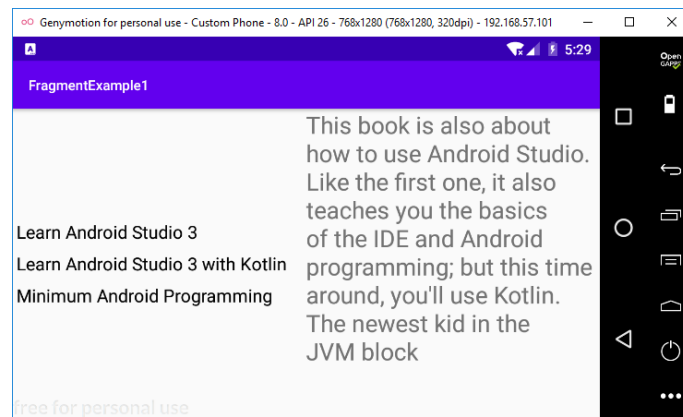 Genymotion for personal use - Custom Phone - 8.0 - API 26 - 768x1280 (768x1280, 320dpi) - 192.168.57.101
A
5:29
Open
GAPPS
FragmentExample1
Learn Android Studio 3
Learn Android Studio 3 with Kotlin
Minimum Android Programming
This book is also about
how to use Android Studio.
Like the first one, it also
teaches you the basics
of the IDE and Android
programming; but this time
around, you'll use Kotlin.
The newest kid in the
JVM block
free for personal use